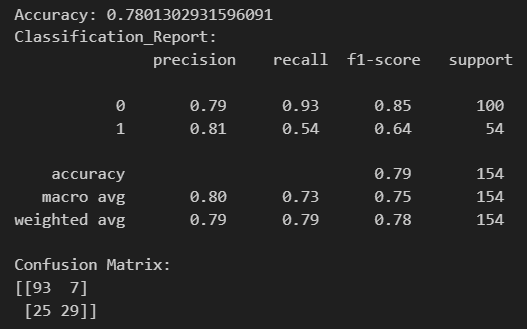 Accuracy: 0.7801302931596091
Classification_Report:
precision recall f1-score support
0 0.79 0.93 0.85 100
1 0.81 0.54 0.64 54
accuracy 0.79 154
macro avg 0.80 0.73 0.75 154
weighted avg 0.79 0.79 0.78 154
Confusion Matrix:
[[93 7]
[25 29]]